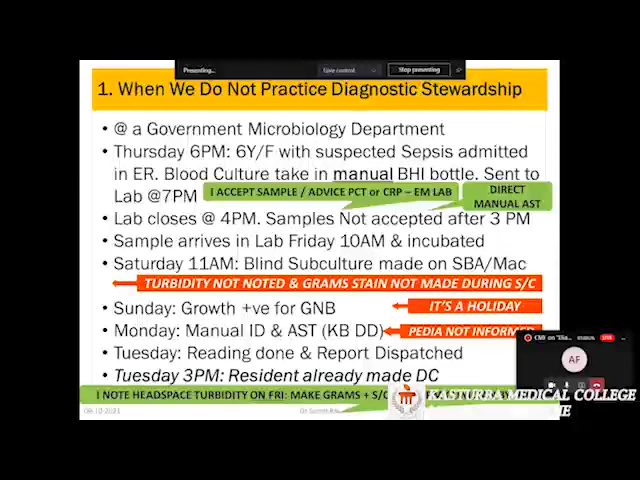 Presenting...
Give control
Stop presenting
1. When We Do Not Practice Diagnostic Stewardship
• @ a Government Microbiology Department
• Thursday 6PM: 6Y/F with suspected Sepsis admitted
in ER. Blood Culture take in manual BHI bottle. Sent to
Lab @7PM
I ACCEPT SAMPLE / ADVICE PCT or CRP – EM LAB
DIRECT
MANUAL AST
• Lab closes @ 4PM. Samples Not accepted after 3 PM
• Sample arrives in Lab Friday 10AM & incubated
• Saturday 11AM: Blind Subculture made on SBA/Mac
TURBIDITY NOT NOTED & GRAMS STAIN NOT MADE DURING S/C
• Sunday: Growth +ve for GNB
IT'S A HOLIDAY
• Monday: Manual ID & AST (KB DD)
PEDIA NOT INFORMED
• Tuesday: Reading done & Report Dispatched
• Tuesday 3PM: Resident already made DC
AF
I NOTE HEADSPACE TURBIDITY ON FRI: MAKE GRAMS + S/C
KASTURBA MEDICAL COLLEGE